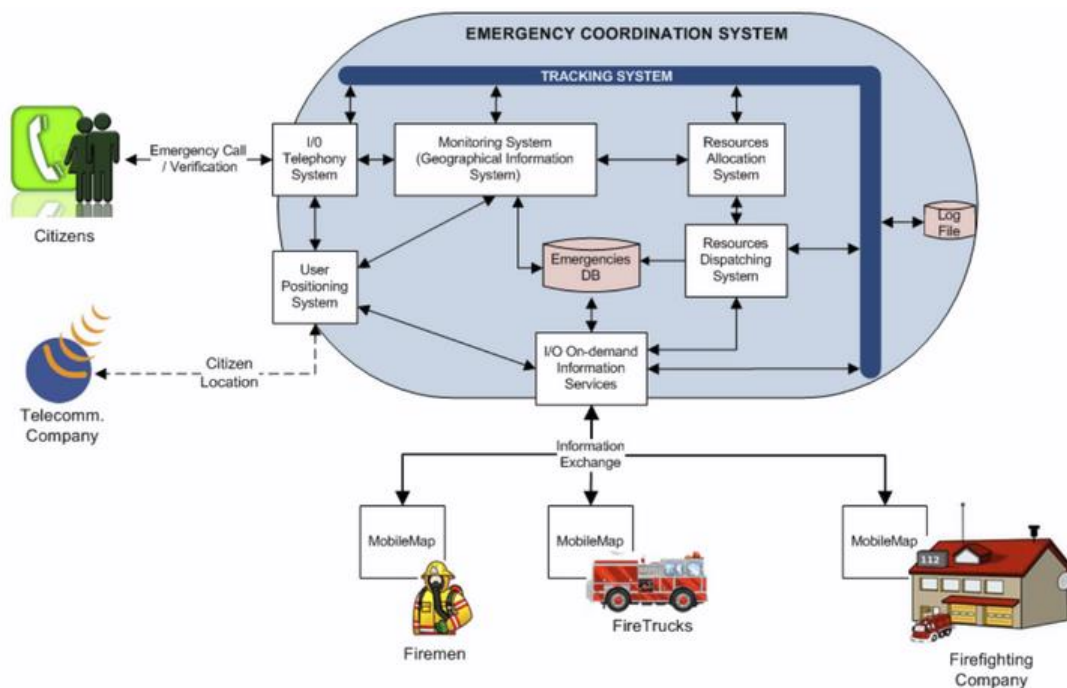 EMERGENCY COORDINATION SYSTEM
TRACKING SYSTEM
Emergency Call
/ Verification
I/0
Telephony
System
Monitoring System
(Geographical Information
System)
Resources
Allocation
System
Citizens
Log
File
User
Positioning
System
Emergencies
DB
Resources
Dispatching
System
Citizen
Location
I/O On-demand
Information
Services
Telecomm.
Company
Information
Exchange
MobileMap
MobileMap
MobileMap
112
Firemen
FireTrucks
Firefighting
Company